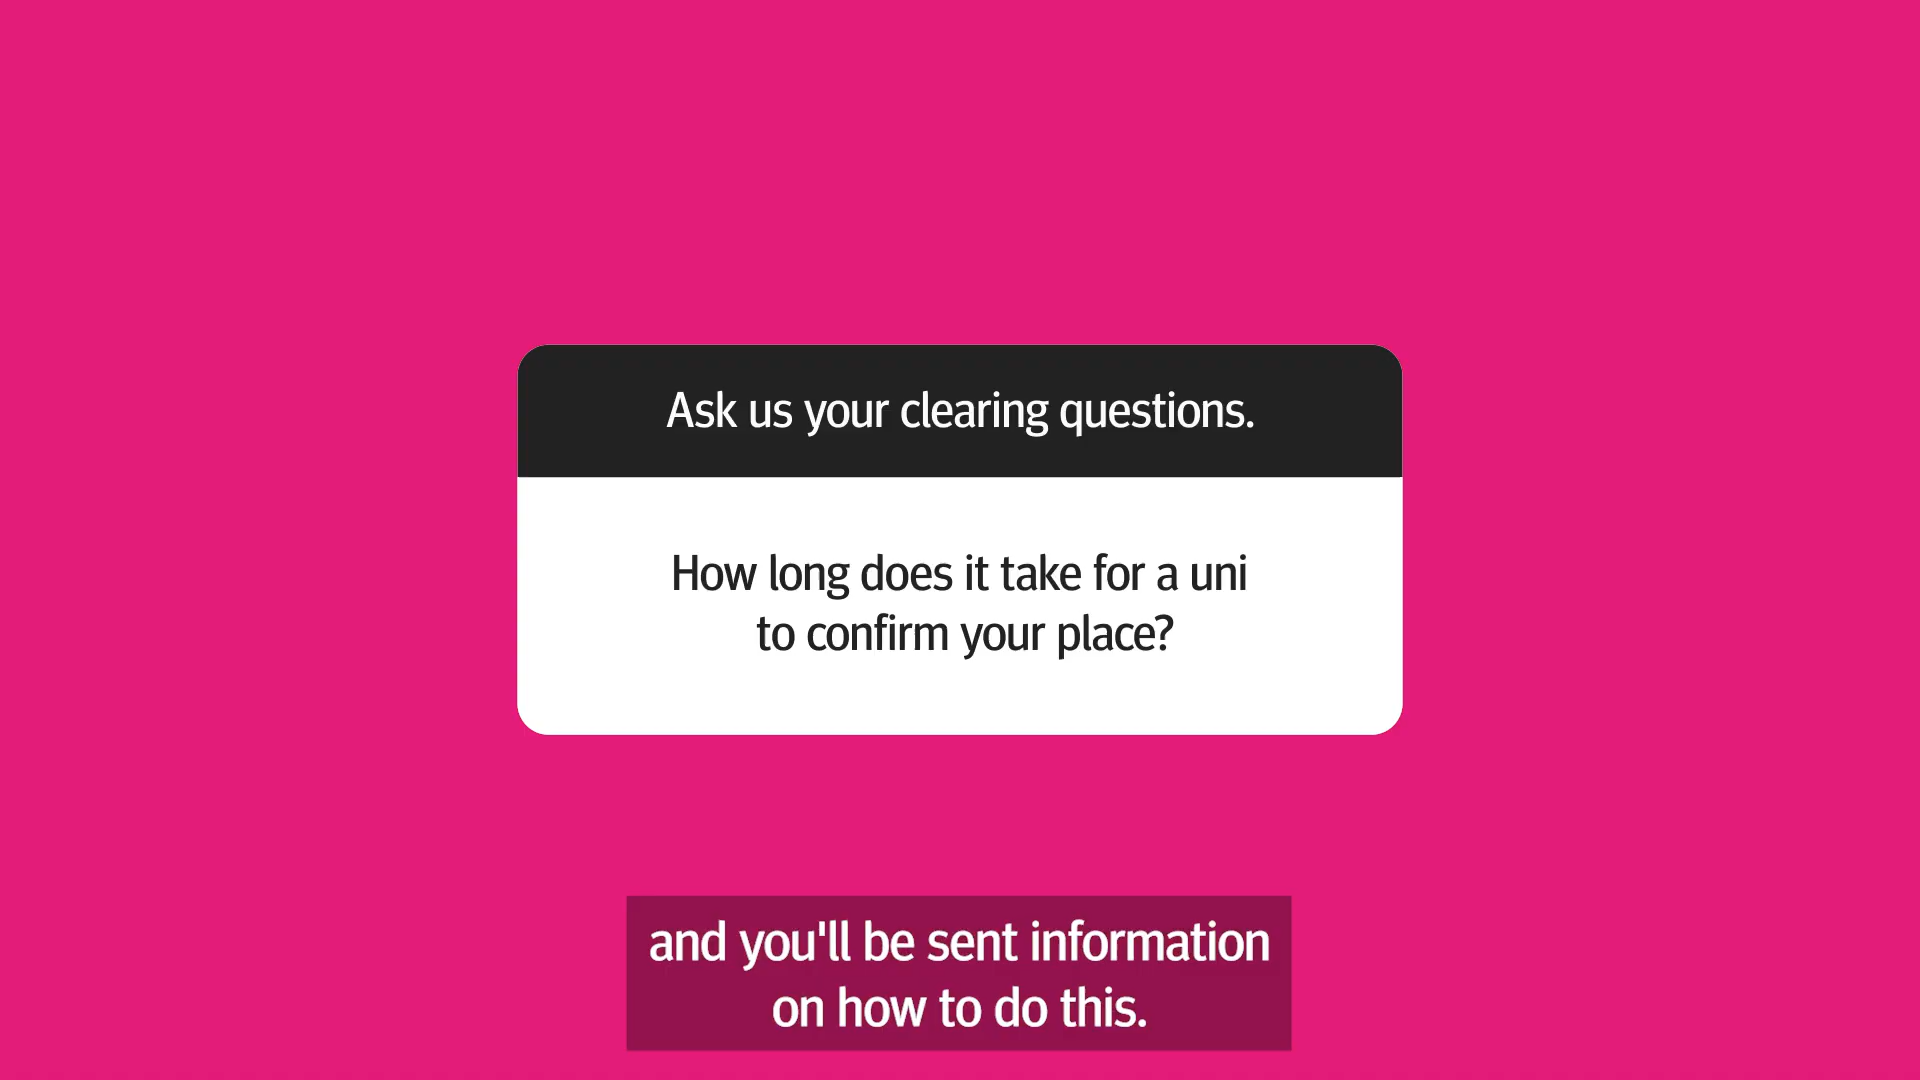 Ask us your clearing questions.
How long does it take for a uni
to confirm your place?
and you'll be sent information
on how to do this.